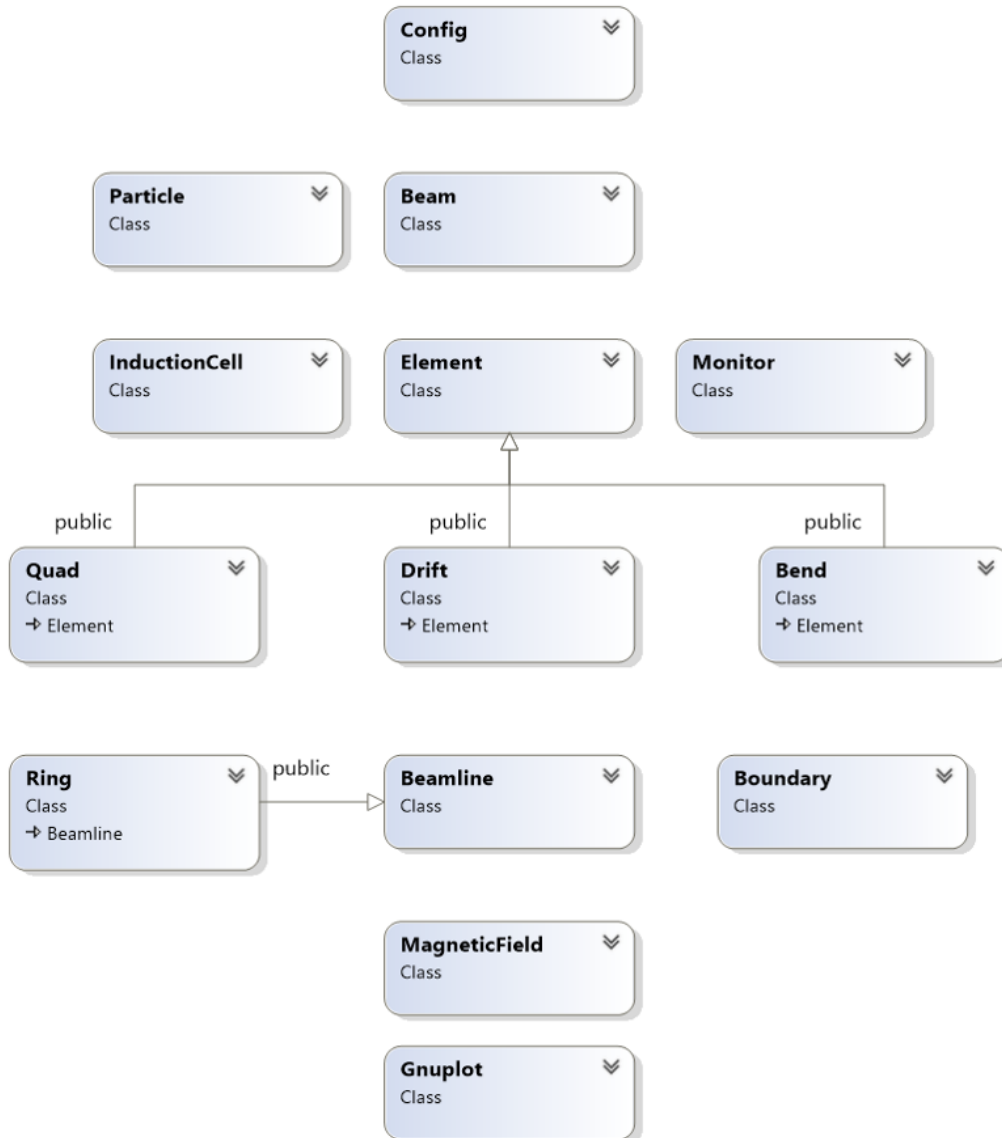 Config
Class
Particle
Class
Beam
Class
InductionCell
Class
Element
Class
Monitor
Class
public
public
public
Quad
Class
Element
Drift
Class
Element
Bend
Class
Element
Ring
Class
Beamline
public
Beamline
Class
Boundary
Class
MagneticField
Class
Gnuplot
Class